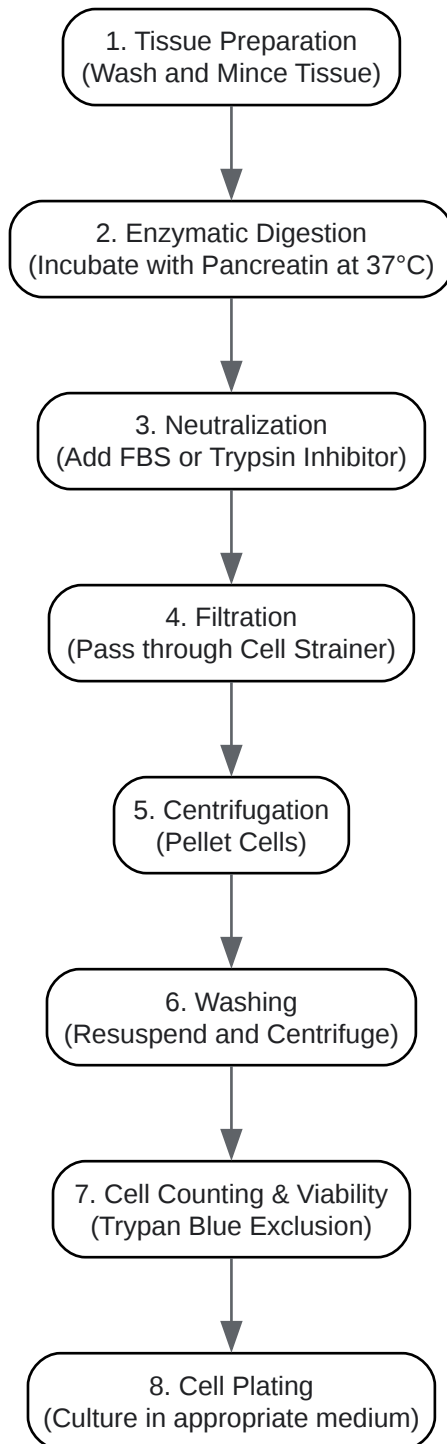 1. Tissue Preparation
(Wash and Mince Tissue)
2. Enzymatic Digestion
(Incubate with Pancreatin at 37°C)
3. Neutralization
(Add FBS or Trypsin Inhibitor)
4. Filtration
(Pass through Cell Strainer)
5. Centrifugation
(Pellet Cells)
6. Washing
(Resuspend and Centrifuge)
7. Cell Counting & Viability
(Trypan Blue Exclusion)
8. Cell Plating
(Culture in appropriate medium)